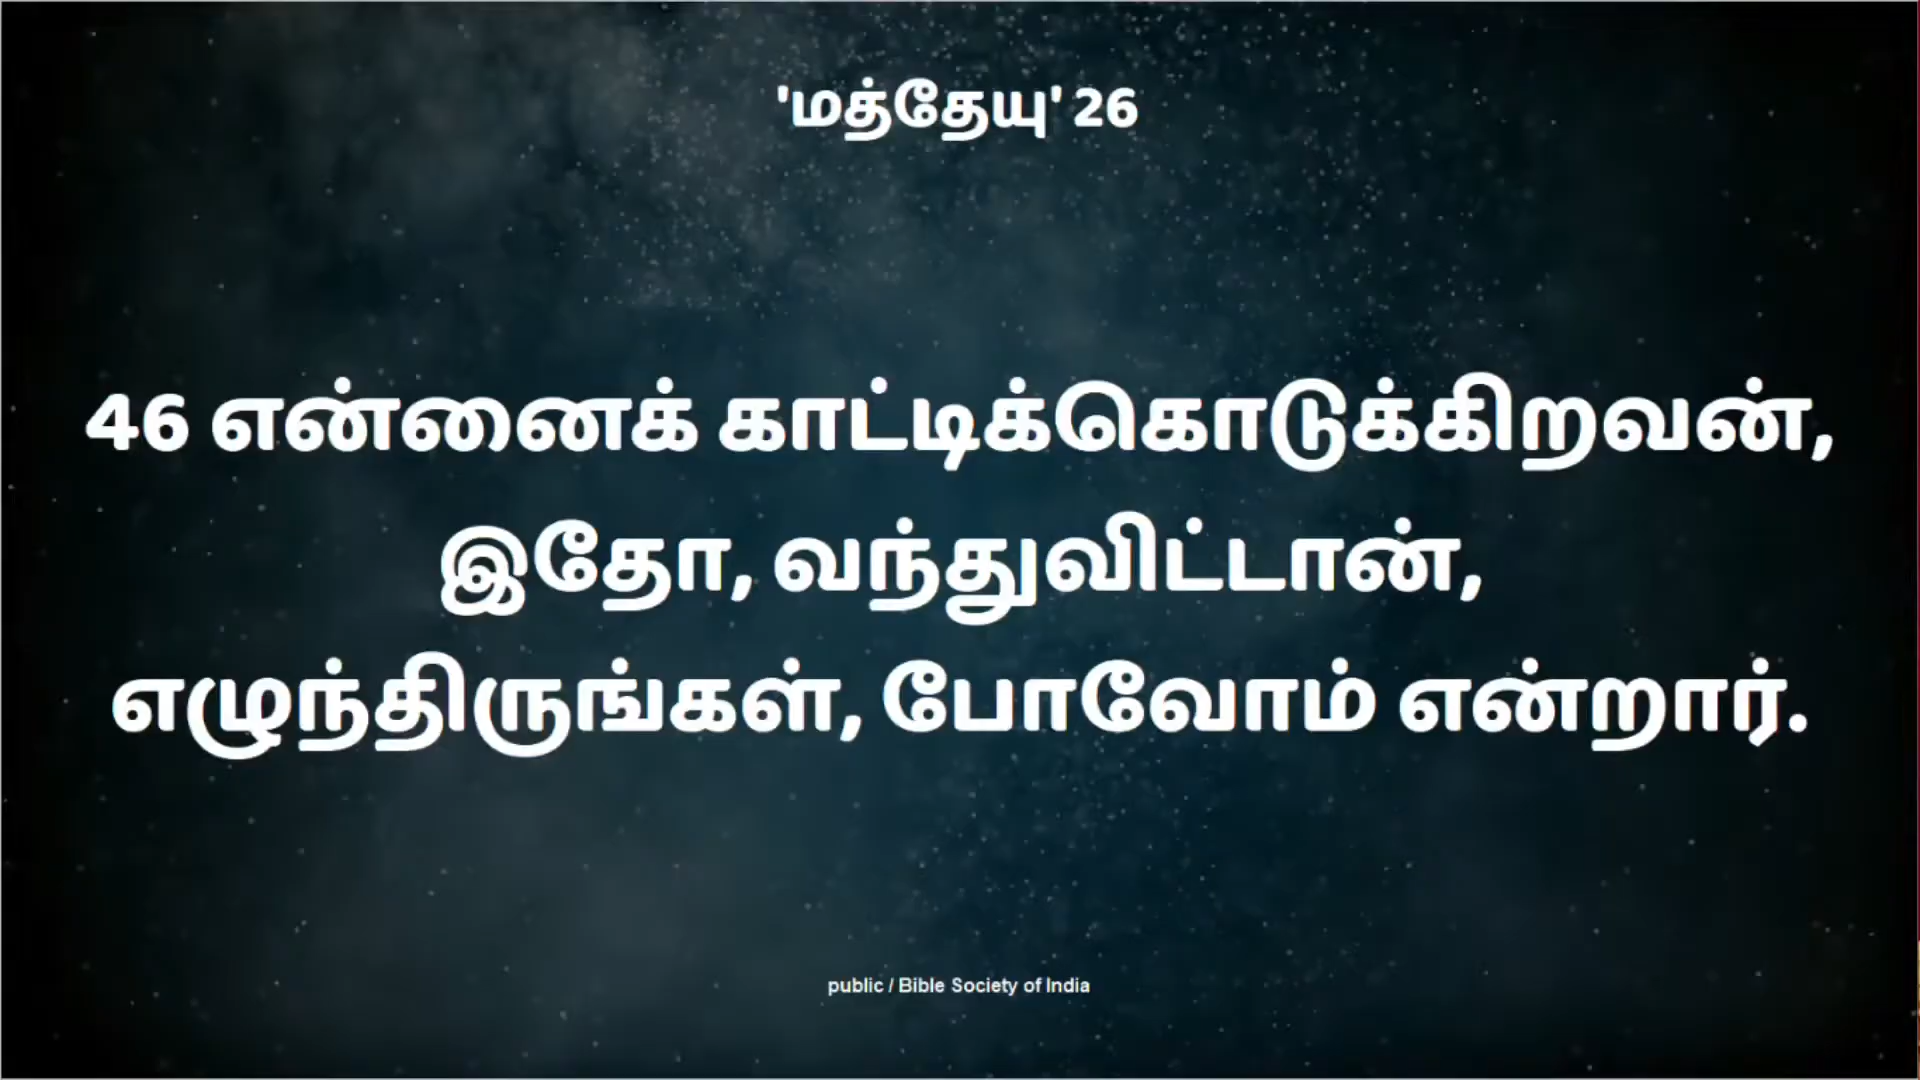 'மத்தேயு' 26
46 என்னைக் காட்டிக்கொடுக்கிறவன்,
இதோ, வந்துவிட்டான்,
எழுந்திருங்கள், போவோம் என்றார்.
public / Bible Society of India